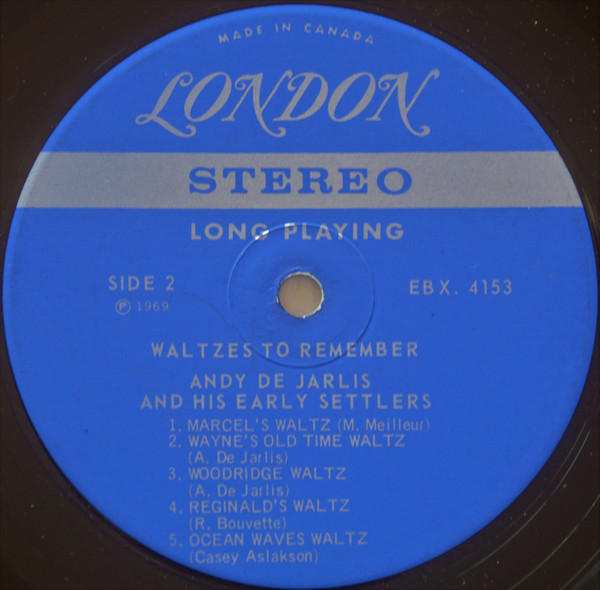 MADE IN CANADA
LONDON
STEREO
LONG PLAYING
SIDE 2
EBX. 4153
Ⓟ 1969
WALTZES TO REMEMBER
ANDY DE JARLIS
AND HIS EARLY SETTLERS
1. MARCEL'S WALTZ (M. Meilleur)
2. WAYNE'S OLD TIME WALTZ
(A. De Jarlis)
3. WOODRIDGE WALTZ
(A. De Jarlis)
4. REGINALD'S WALTZ
(R. Bouvette)
5. OCEAN WAVES WALTZ
(Casey Aslakson)